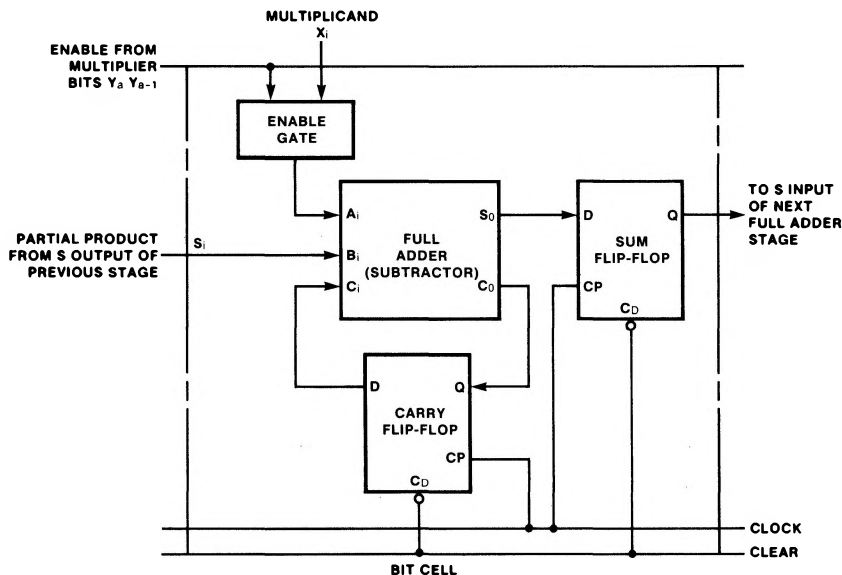 MULTIPLICAND
Xi
ENABLE FROM
MULTIPLIER
BITS Ya Ya-1
ENABLE
GATE
Ai
Bi
Ci
FULL
ADDER
(SUBTRACTOR)
S0
C0
D
Q
SUM
FLIP-FLOP
CP
CD
TO S INPUT
OF NEXT
FULL ADDER
STAGE
PARTIAL PRODUCT
FROM S OUTPUT OF
PREVIOUS STAGE
Si
D
Q
CARRY
FLIP-FLOP
CP
CD
CLOCK
CLEAR
BIT CELL